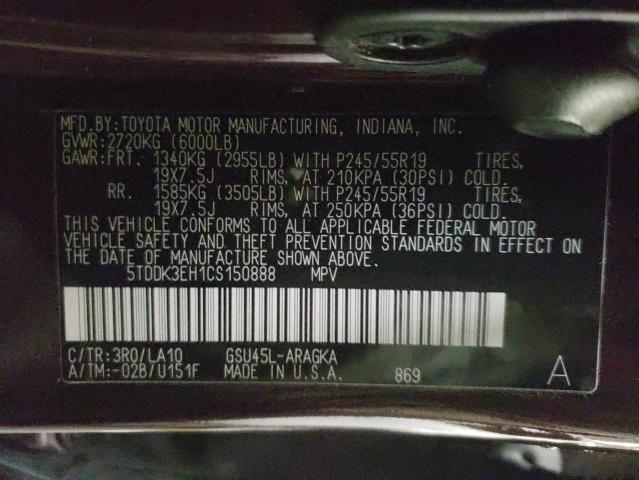 MFD.BY:TOYOTA MOTOR MANUFACTURING, INDIANA, INC.
GVWR:2720KG (6000LB)
GAWR:FRT. 1340KG (2955LB) WITH P245/55R19 TIRES,
19X7.5J RIMS, AT 210KPA (30PSI) COLD.
RR. 1585KG (3505LB) WITH P245/55R19 TIRES,
19X7.5J RIMS, AT 250KPA (36PSI) COLD.
THIS VEHICLE CONFORMS TO ALL APPLICABLE FEDERAL MOTOR
VEHICLE SAFETY AND THEFT PREVENTION STANDARDS IN EFFECT ON
THE DATE OF MANUFACTURE SHOWN ABOVE.
5TDDK3EH1CS150888 MPV
C/TR:3R0/LA10 GSU45L-ARAGKA
A/TM:-02B/U151F MADE IN U.S.A. 869 A